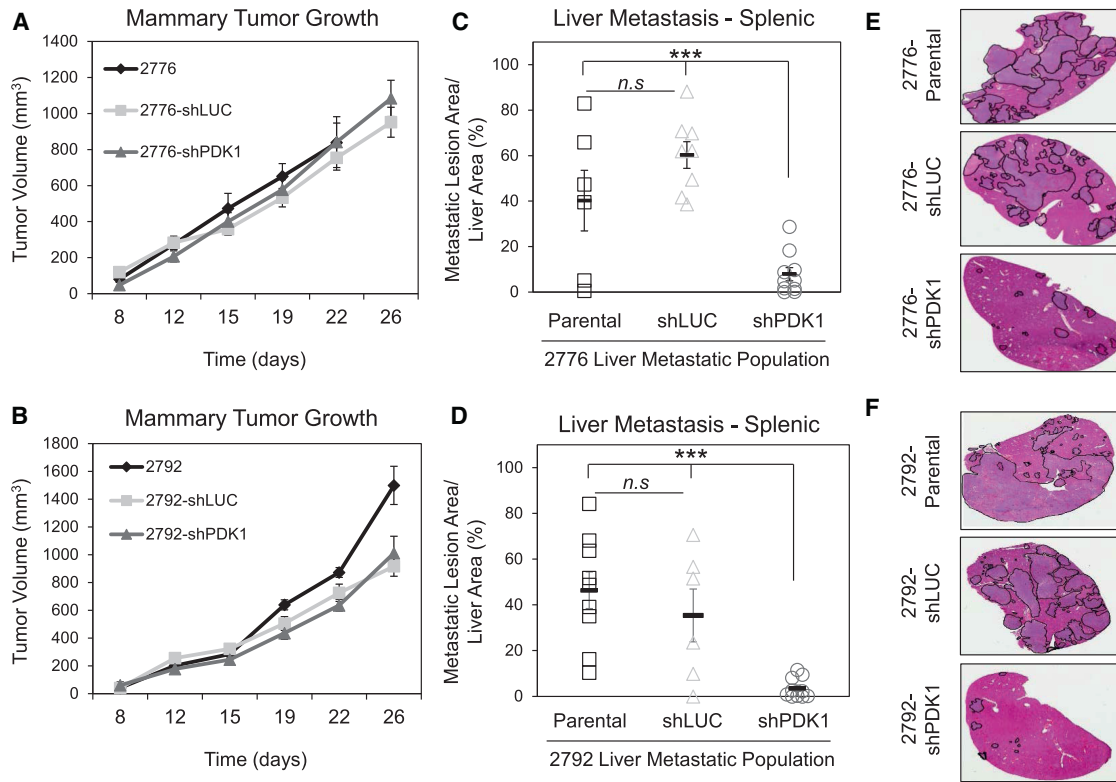 A
Mammary Tumor Growth
Tumor Volume (mm³)
1400
1200
1000
800
600
400
200
0
2776
2776-shLUC
2776-shPDK1
8 12 15 19 22 26
Time (days)
C
Liver Metastasis - Splenic
Metastatic Lesion Area/
Liver Area (%)
100
80
60
40
20
0
***
n.s
Parental shLUC shPDK1
2776 Liver Metastatic Population
E
2776-
Parental
2776-
shLUC
2776-
shPDK1
B
Mammary Tumor Growth
Tumor Volume (mm³)
1800
1600
1400
1200
1000
800
600
400
200
0
2792
2792-shLUC
2792-shPDK1
8 12 15 19 22 26
Time (days)
D
Liver Metastasis - Splenic
Metastatic Lesion Area/
Liver Area (%)
100
80
60
40
20
0
***
n.s
Parental shLUC shPDK1
2792 Liver Metastatic Population
F
2792-
Parental
2792-
shLUC
2792-
shPDK1